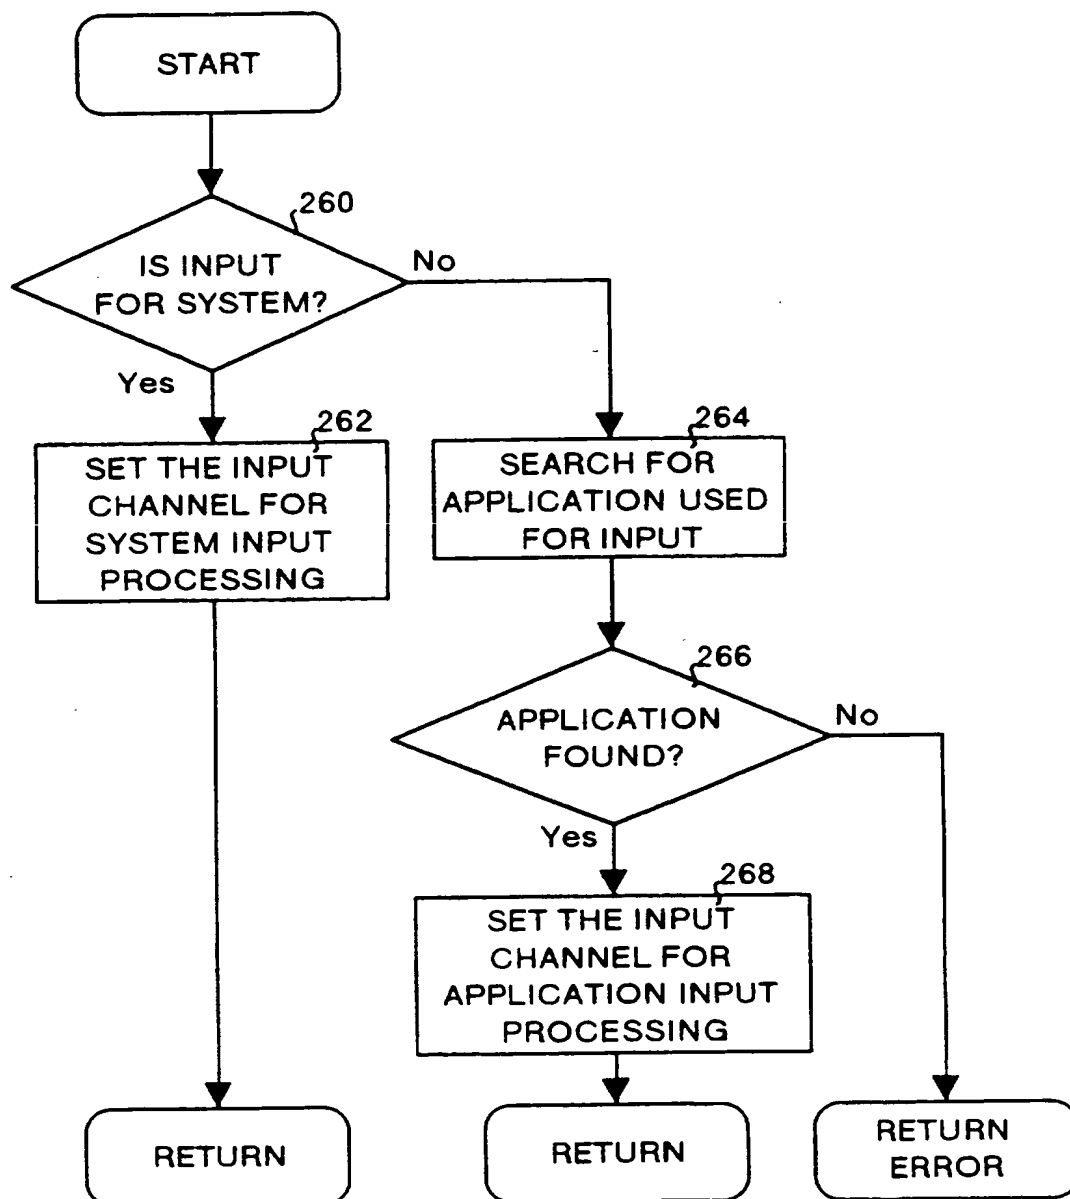 START
260
IS INPUT
FOR SYSTEM?
No
Yes
262
SET THE INPUT
CHANNEL FOR
SYSTEM INPUT
PROCESSING
264
SEARCH FOR
APPLICATION USED
FOR INPUT
266
APPLICATION
FOUND?
No
Yes
268
SET THE INPUT
CHANNEL FOR
APPLICATION INPUT
PROCESSING
RETURN
RETURN
RETURN
ERROR